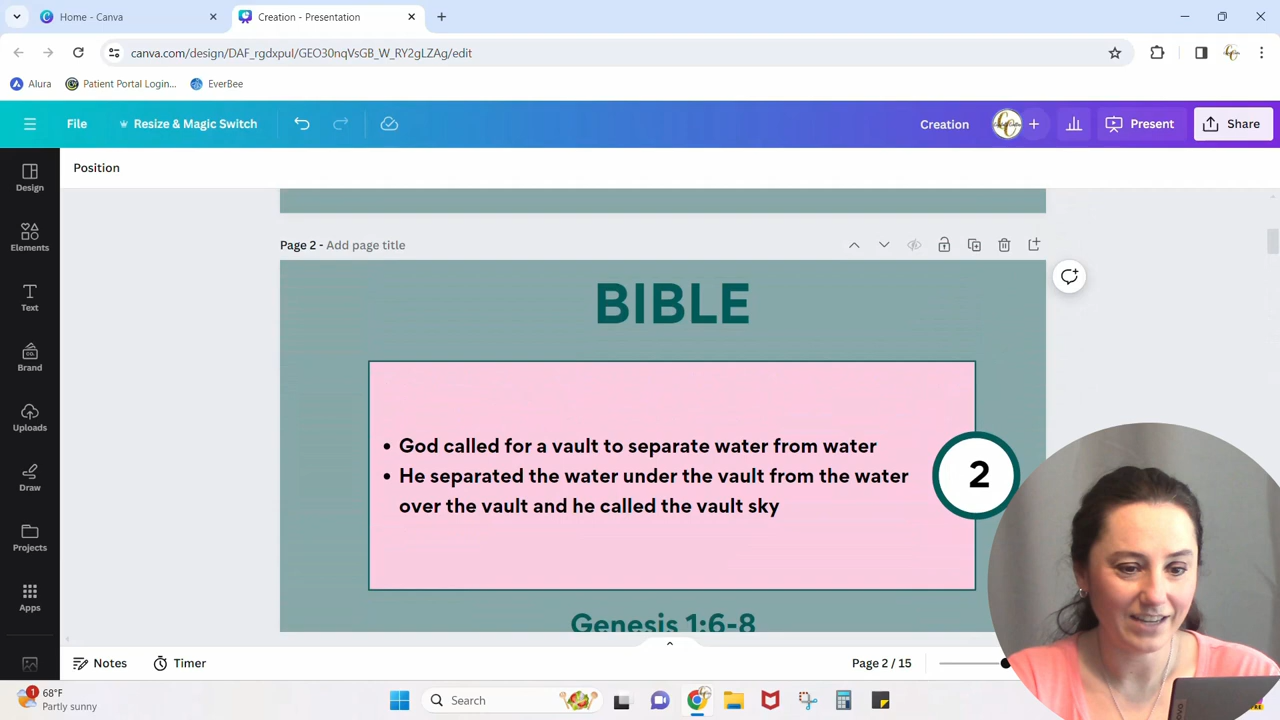 Home - Canva
Creation - Presentation
canva.com/design/DAF_rgdxpuI/GEO30nqVsGB_W_RY2gLZAg/edit
Alura
Patient Portal Login...
EverBee
File
Resize & Magic Switch
Creation
Present
Share
Position
Design
Elements
Text
Brand
Uploads
Draw
Projects
Apps
Page 2 - Add page title
BIBLE
• God called for a vault to separate water from water
• He separated the water under the vault from the water
over the vault and he called the vault sky
2
Genesis 1:6-8
Notes
Timer
Page 2 / 15
1
68°F
Partly sunny
Search